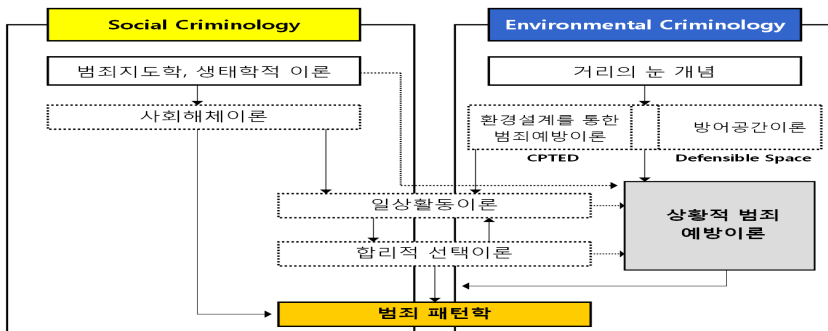 Social Criminology
Environmental Criminology
범죄지도학, 생태학적 이론
거리의 눈 개념
사회해체이론
환경설계를 통한
범죄예방이론
방어공간이론
CPTED
Defensible Space
일상활동이론
상황적 범죄
예방이론
합리적 선택이론
범죄 패턴학